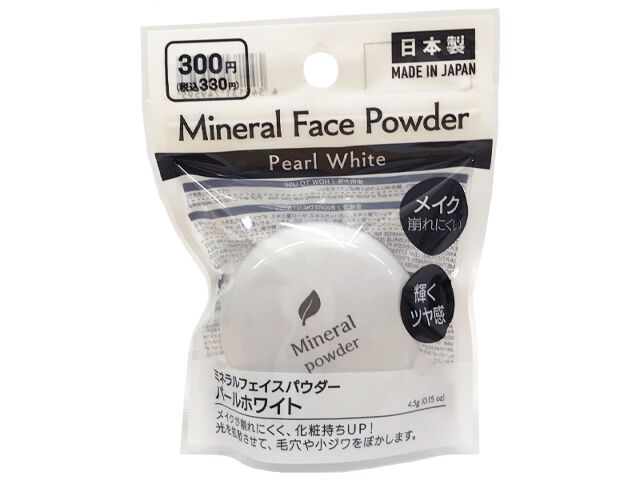 300円
(税込330円)
日本製
MADE IN JAPAN
Mineral Face Powder
Pearl White
HOW TO USE
メイク
崩れにくい
輝く
ツヤ感
Mineral
powder
ミネラルフェイスパウダー
パールホワイト
4.5g (0.15 oz)
メイクが崩れにくく、化粧持ちUP!
光を拡散させて、毛穴や小ジワをぼかします。